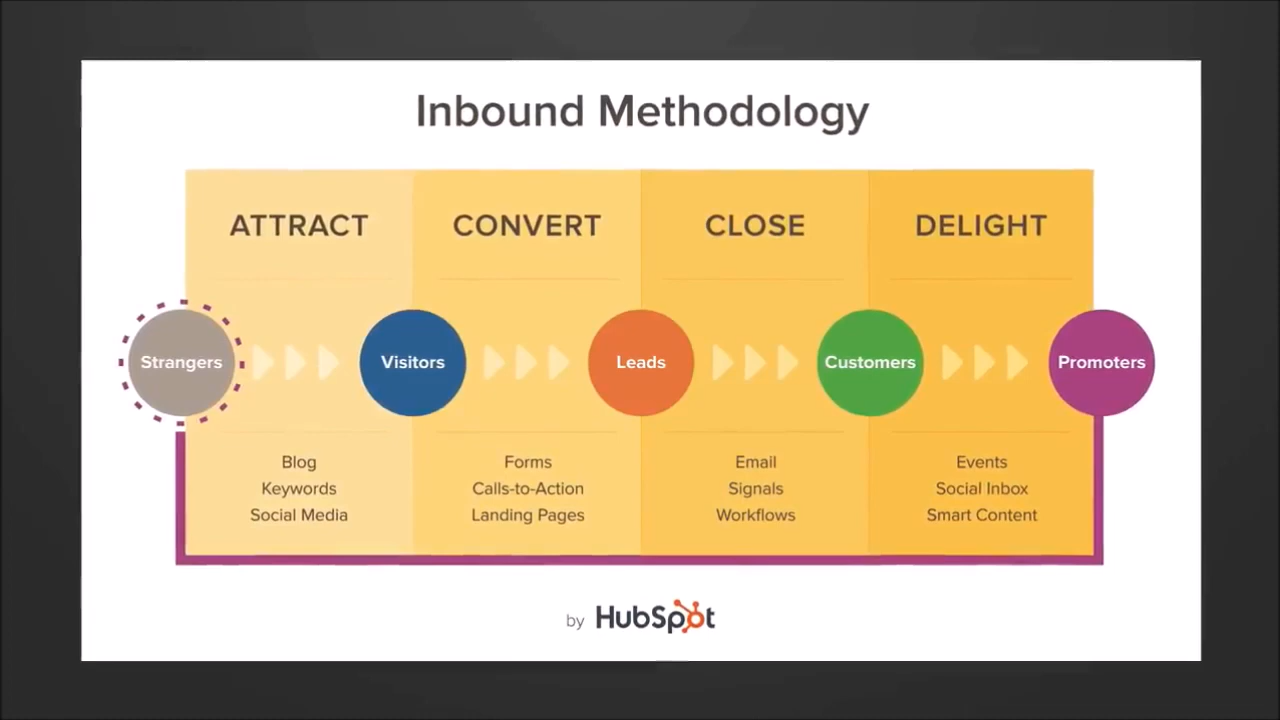 Inbound Methodology
ATTRACT CONVERT CLOSE DELIGHT
Strangers Visitors Leads Customers Promoters
Blog
Keywords
Social Media
Forms
Calls-to-Action
Landing Pages
Email
Signals
Workflows
Events
Social Inbox
Smart Content
by HubSpot